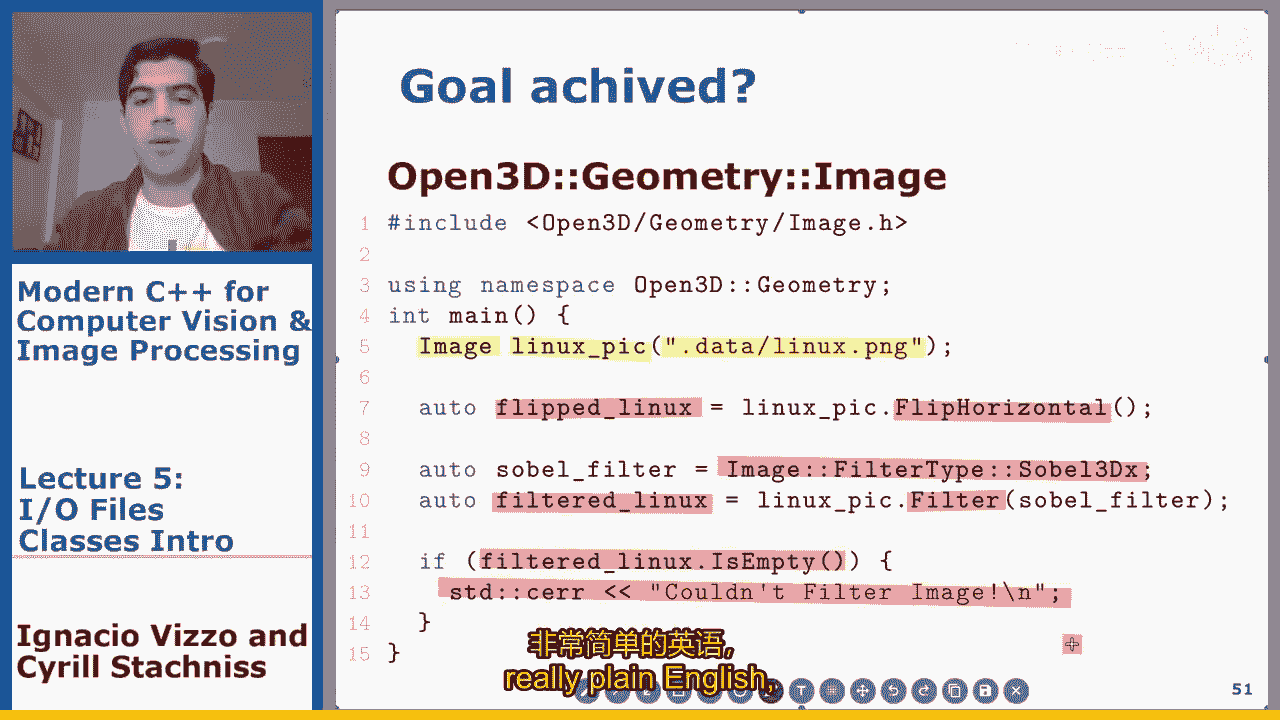 Goal achived?
Open3D::Geometry::Image
1 #include <Open3D/Geometry/Image.h>
2
3 using namespace Open3D::Geometry;
4 int main() {
5 Image linux_pic(".data/linux.png");
6
7 auto flipped_linux = linux_pic.FlipHorizontal();
8
9 auto sobel_filter = Image::FilterType::Sobel3Dx;
10 auto filtered_linux = linux_pic.Filter(sobel_filter);
11
12 if (filtered_linux.IsEmpty()) {
13 std::cerr << "Couldn't Filter Image!\n";
14 }
15 }
Modern C++ for
Computer Vision &
Image Processing
Lecture 5:
I/O Files
Classes Intro
Ignacio Vizzo and
Cyrill Stachniss
非常简单的英语,
really plain English,
51